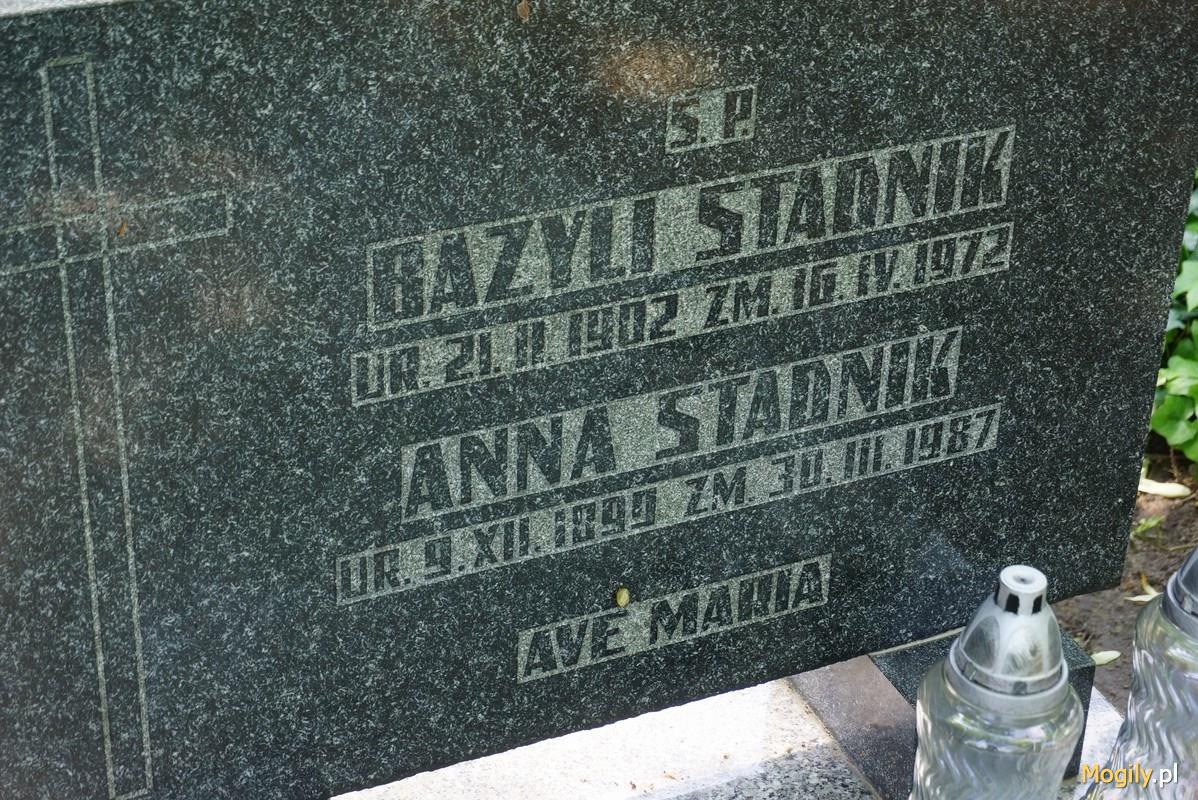 Ś. P.
BAZYLI STADNIK
UR. 21. II. 1902 ZM. 16. IV. 1972
ANNA STADNIK
UR. 9. XII. 1899 ZM. 30. III. 1987
AVE MARIA
Mogily.pl